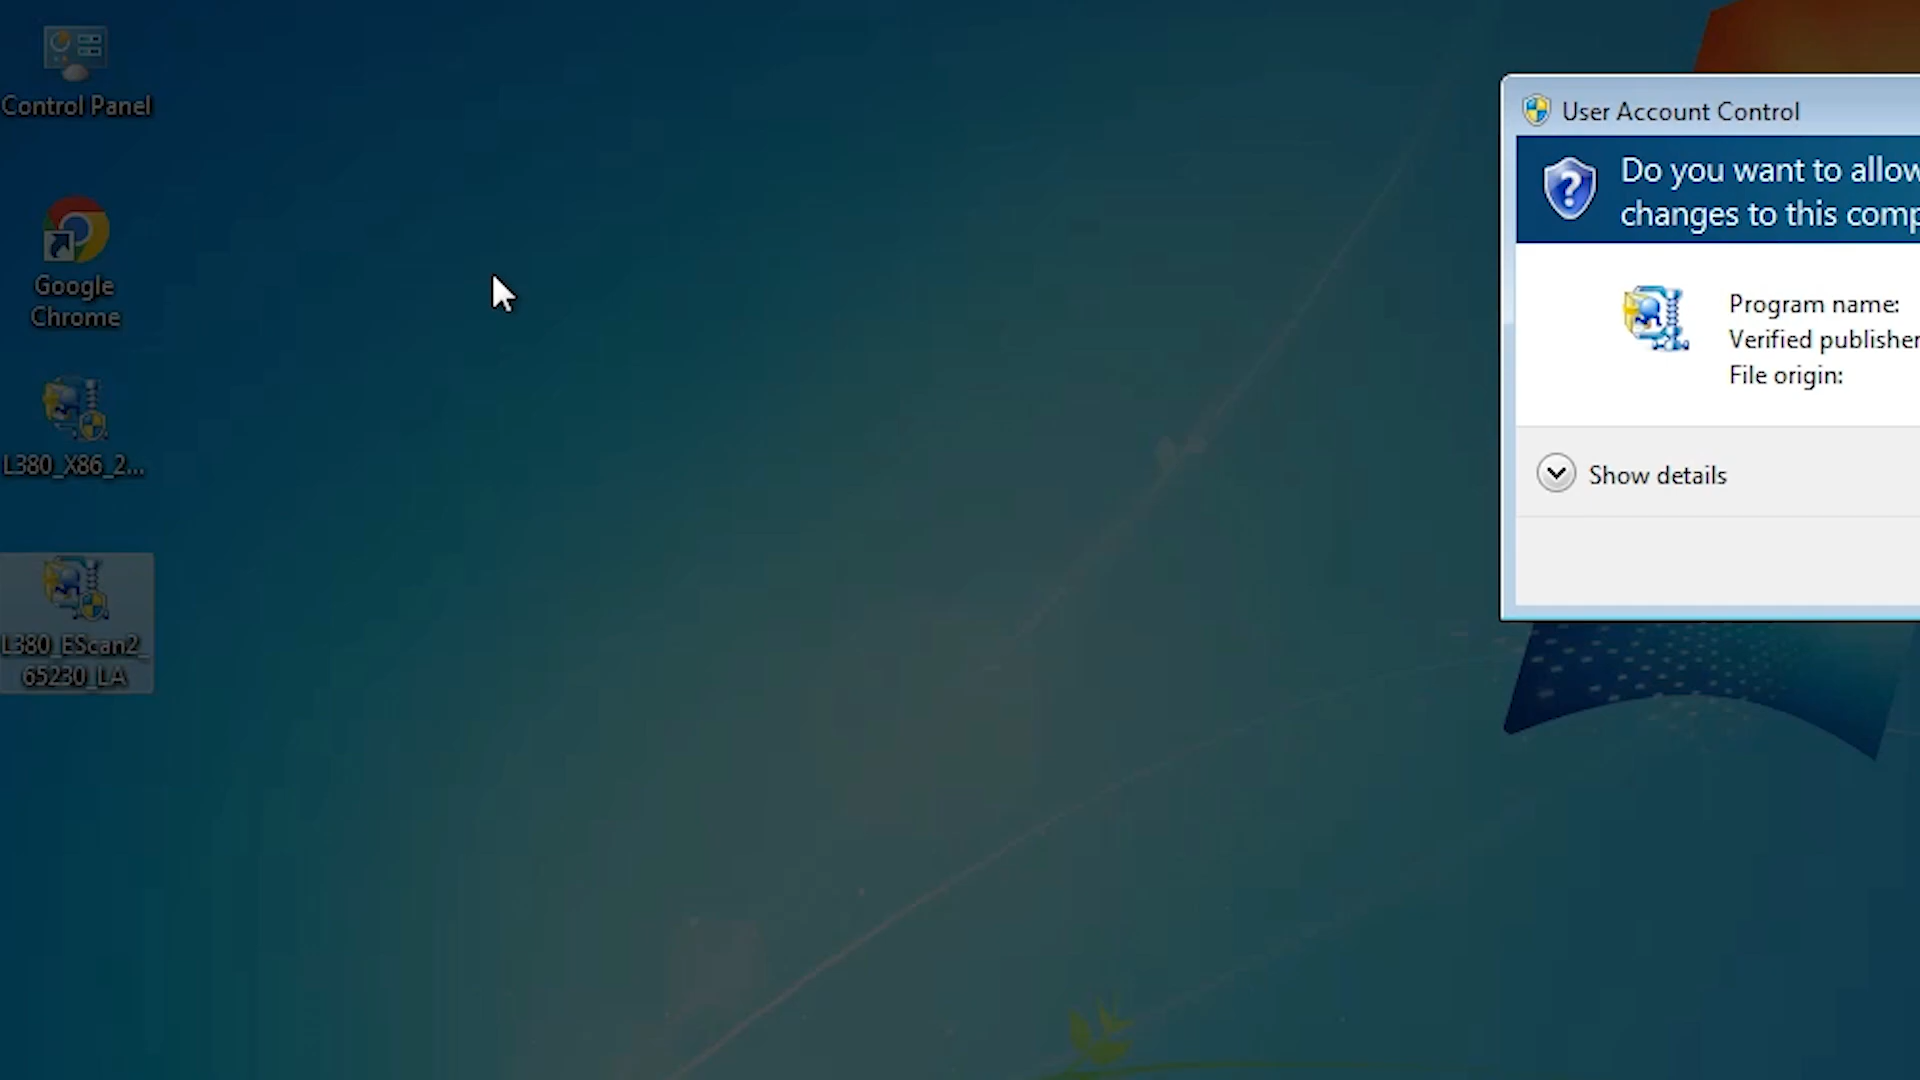 Control Panel
Google
Chrome
L380_X86_2...
L380_EScan2_
65230_LA
User Account Control
Do you want to allow
changes to this comp
Program name:
Verified publisher
File origin:
Show details